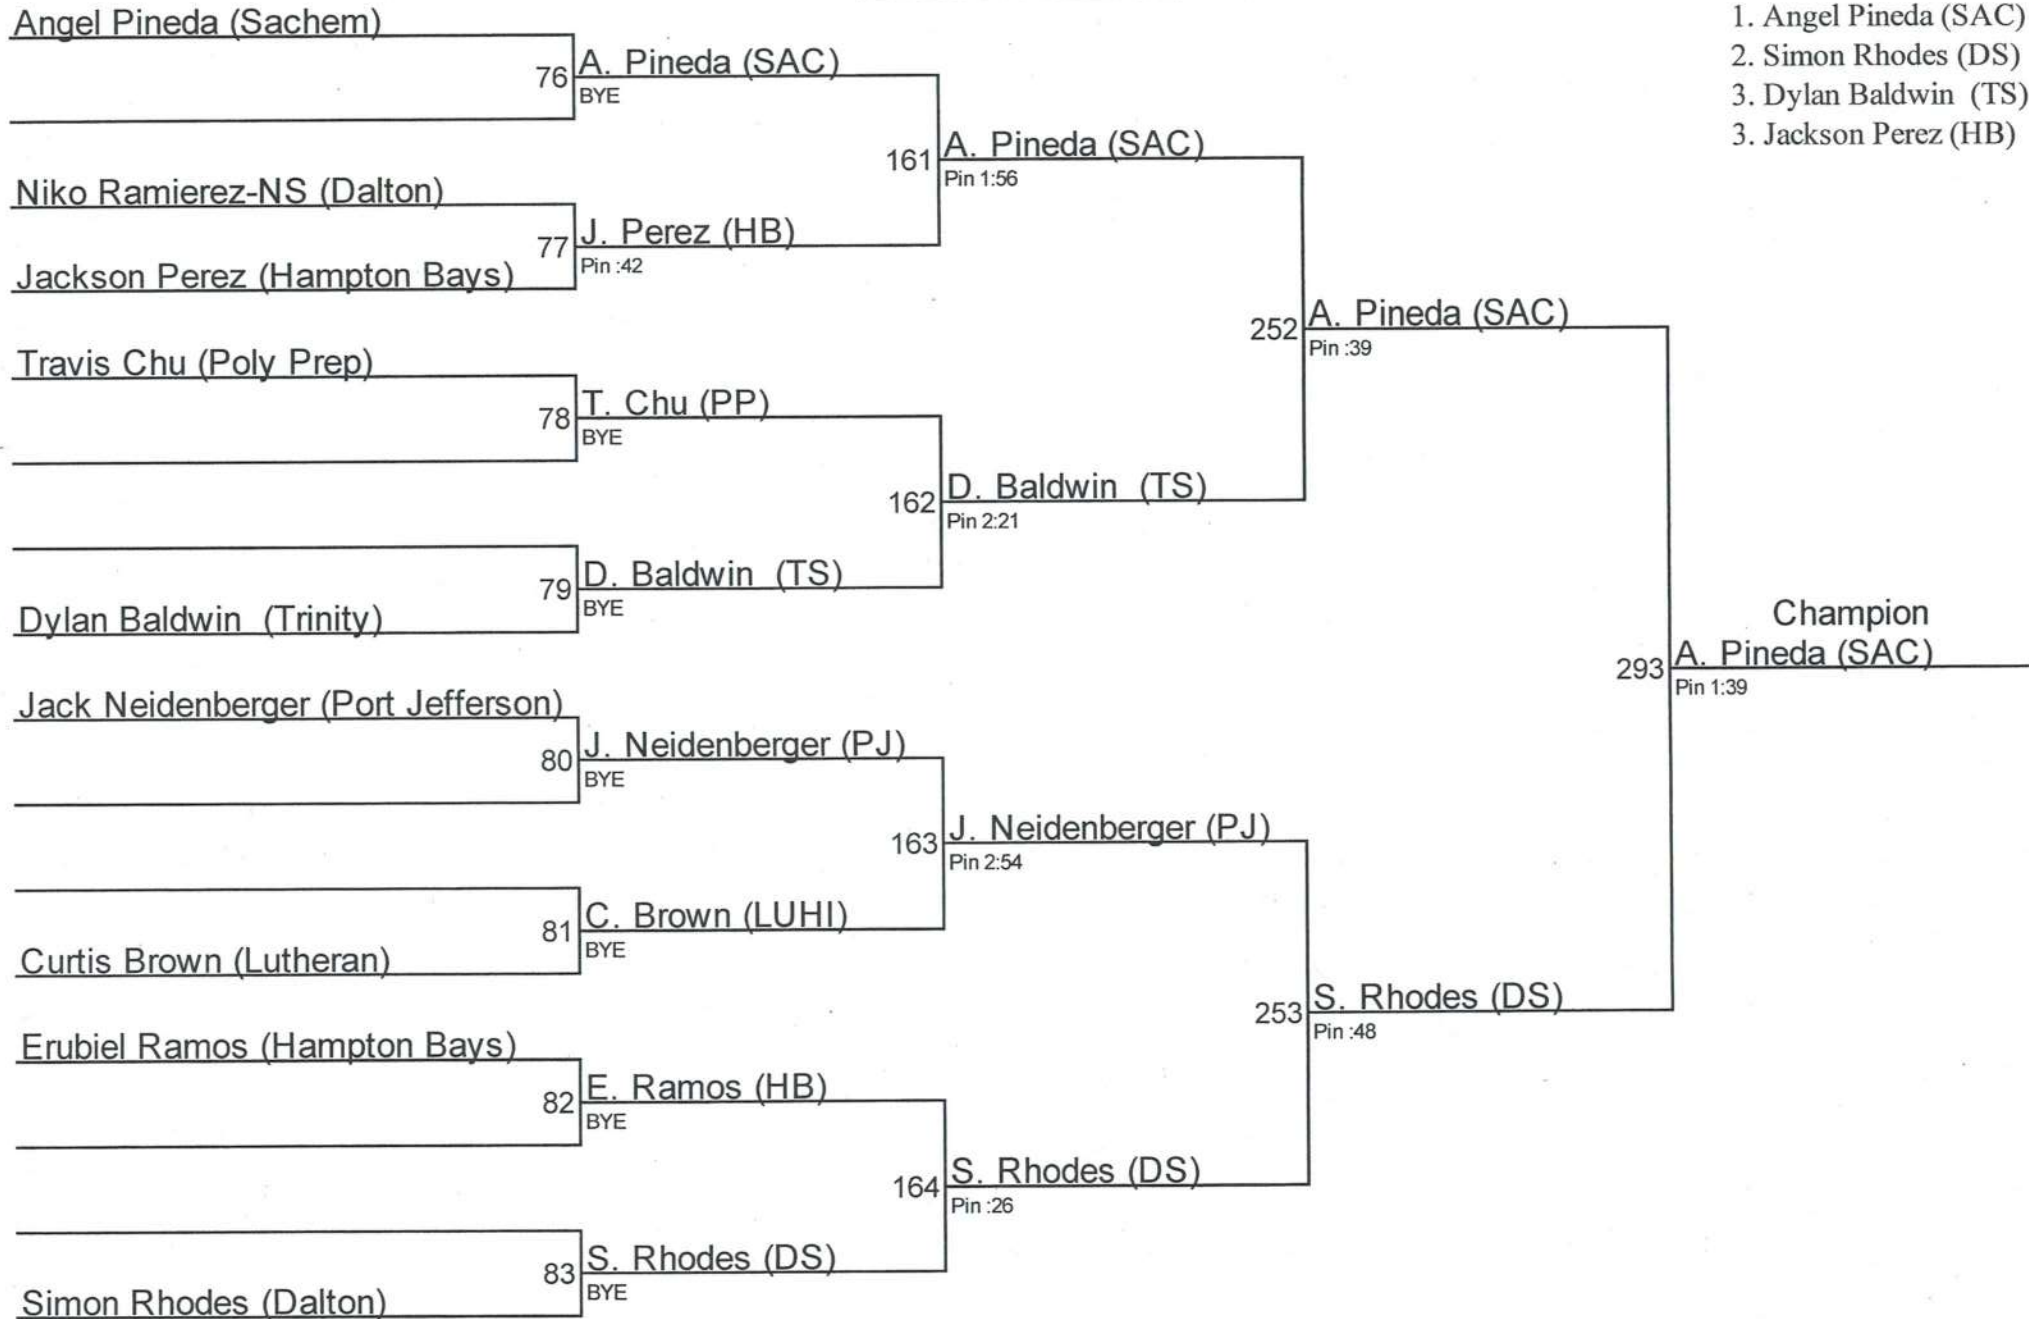 Angel Pineda (Sachem)
76 A. Pineda (SAC)
BYE
161 A. Pineda (SAC)
Pin 1:56
Niko Ramierez-NS (Dalton)
77 J. Perez (HB)
Pin :42
Jackson Perez (Hampton Bays)
252 A. Pineda (SAC)
Pin :39
Travis Chu (Poly Prep)
78 T. Chu (PP)
BYE
162 D. Baldwin (TS)
Pin 2:21
79 D. Baldwin (TS)
BYE
Dylan Baldwin (Trinity)
Champion
293 A. Pineda (SAC)
Pin 1:39
Jack Neidenberger (Port Jefferson)
80 J. Neidenberger (PJ)
BYE
163 J. Neidenberger (PJ)
Pin 2:54
81 C. Brown (LUHI)
BYE
Curtis Brown (Lutheran)
253 S. Rhodes (DS)
Pin :48
Erubiel Ramos (Hampton Bays)
82 E. Ramos (HB)
BYE
164 S. Rhodes (DS)
Pin :26
83 S. Rhodes (DS)
BYE
Simon Rhodes (Dalton)
1. Angel Pineda (SAC)
2. Simon Rhodes (DS)
3. Dylan Baldwin (TS)
3. Jackson Perez (HB)